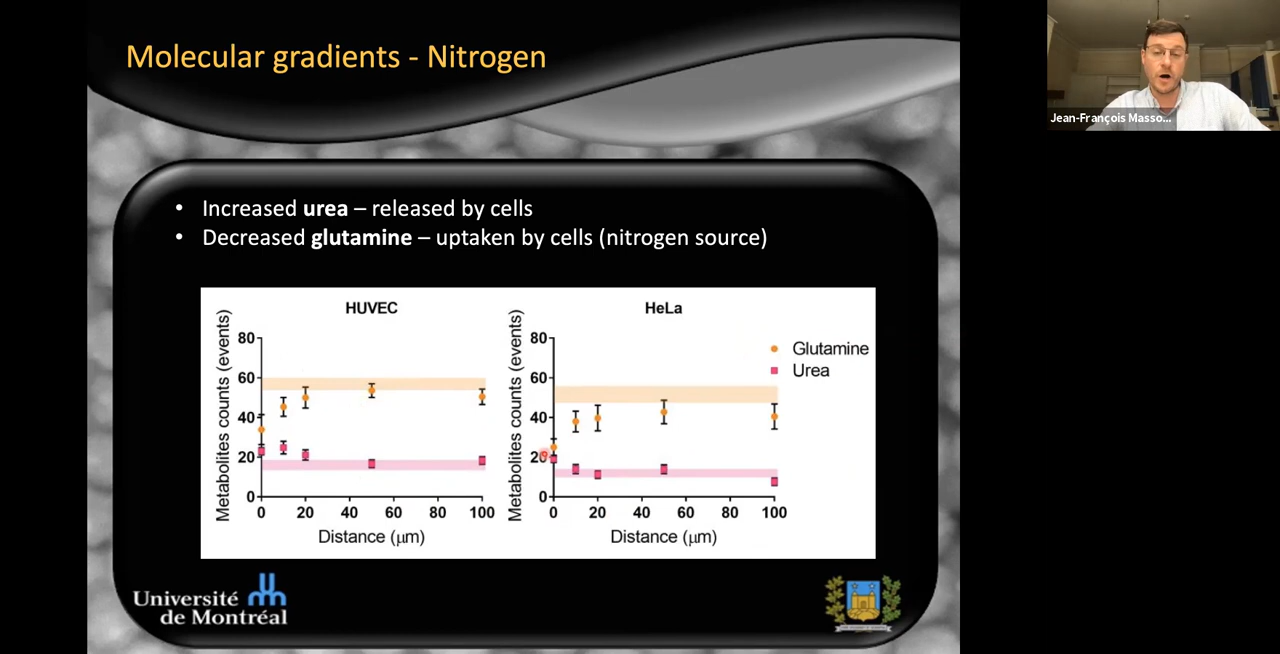 Molecular gradients - Nitrogen
Jean-François Masso...
• Increased urea – released by cells
• Decreased glutamine – uptaken by cells (nitrogen source)
HUVEC
Metabolites counts (events)
80
60
40
20
0
0 20 40 60 80 100
Distance (µm)
HeLa
Metabolites counts (events)
80
60
40
20
0
0 20 40 60 80 100
Distance (µm)
Glutamine
Urea
Université
de Montréal